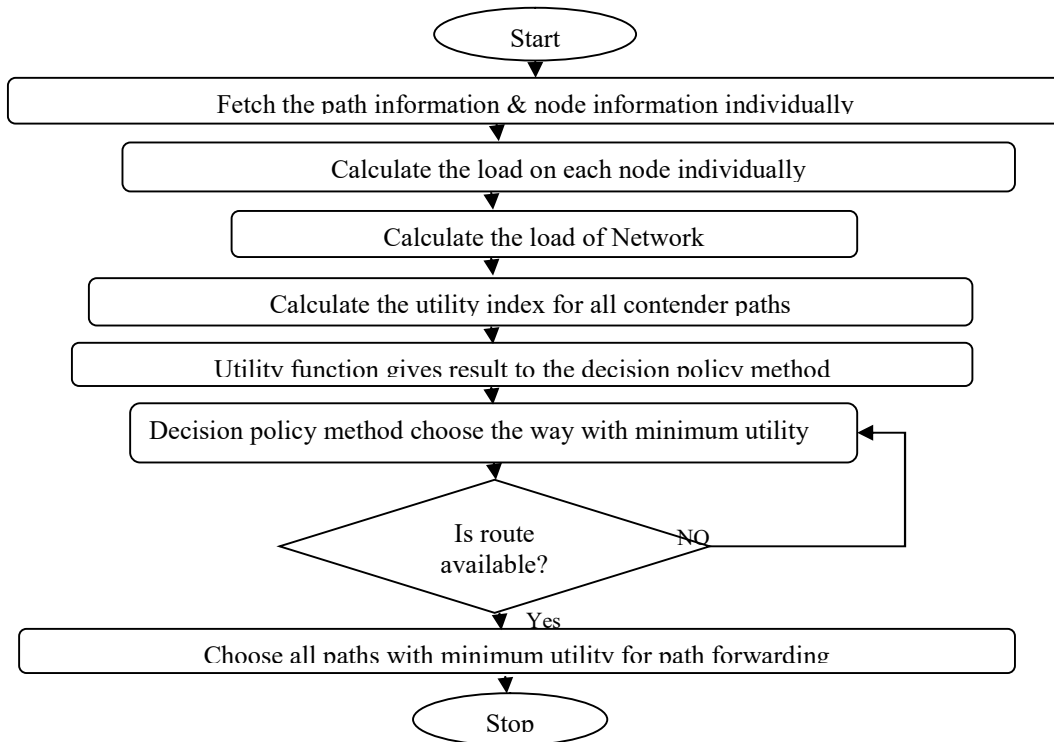 Start
Fetch the path information & node information individually
Calculate the load on each node individually
Calculate the load of Network
Calculate the utility index for all contender paths
Utility function gives result to the decision policy method
Decision policy method choose the way with minimum utility
Is route
available?
NO
Yes
Choose all paths with minimum utility for path forwarding
Stop